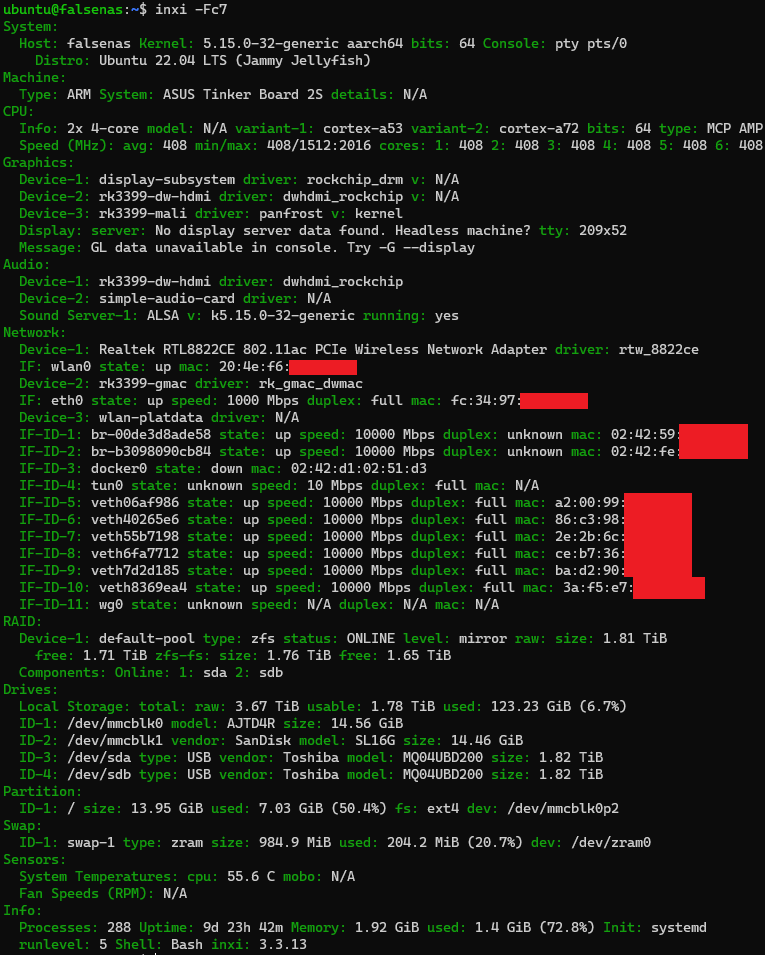 ubuntu@falsenas:~$ inxi -Fc7
System:
Host: falsenas Kernel: 5.15.0-32-generic aarch64 bits: 64 Console: pty pts/0
Distro: Ubuntu 22.04 LTS (Jammy Jellyfish)
Machine:
Type: ARM System: ASUS Tinker Board 2S details: N/A
CPU:
Info: 2x 4-core model: N/A variant-1: cortex-a53 variant-2: cortex-a72 bits: 64 type: MCP AMP
Speed (MHz): avg: 408 min/max: 408/1512:2016 cores: 1: 408 2: 408 3: 408 4: 408 5: 408 6: 408
Graphics:
Device-1: display-subsystem driver: rockchip_drm v: N/A
Device-2: rk3399-dw-hdmi driver: dwhdmi_rockchip v: N/A
Device-3: rk3399-mali driver: panfrost v: kernel
Display: server: No display server data found. Headless machine? tty: 209x52
Message: GL data unavailable in console. Try -G --display
Audio:
Device-1: rk3399-dw-hdmi driver: dwhdmi_rockchip
Device-2: simple-audio-card driver: N/A
Sound Server-1: ALSA v: k5.15.0-32-generic running: yes
Network:
Device-1: Realtek RTL8822CE 802.11ac PCIe Wireless Network Adapter driver: rtw_8822ce
IF: wlan0 state: up mac: 20:4e:f6:
Device-2: rk3399-gmac driver: rk_gmac_dwmac
IF: eth0 state: up speed: 1000 Mbps duplex: full mac: fc:34:97:
Device-3: wlan-platdata driver: N/A
IF-ID-1: br-00de3d8ade58 state: up speed: 10000 Mbps duplex: unknown mac: 02:42:59:
IF-ID-2: br-b3098090cb84 state: up speed: 10000 Mbps duplex: unknown mac: 02:42:fe:
IF-ID-3: docker0 state: down mac: 02:42:d1:02:51:d3
IF-ID-4: tun0 state: unknown speed: 10 Mbps duplex: full mac: N/A
IF-ID-5: veth06af986 state: up speed: 10000 Mbps duplex: full mac: a2:00:99:
IF-ID-6: veth40265e6 state: up speed: 10000 Mbps duplex: full mac: 86:c3:98:
IF-ID-7: veth55b7198 state: up speed: 10000 Mbps duplex: full mac: 2e:2b:6c:
IF-ID-8: veth6fa7712 state: up speed: 10000 Mbps duplex: full mac: ce:b7:36:
IF-ID-9: veth7d2d185 state: up speed: 10000 Mbps duplex: full mac: ba:d2:90:
IF-ID-10: veth8369ea4 state: up speed: 10000 Mbps duplex: full mac: 3a:f5:e7:
IF-ID-11: wg0 state: unknown speed: N/A duplex: N/A mac: N/A
RAID:
Device-1: default-pool type: zfs status: ONLINE level: mirror raw: size: 1.81 TiB
free: 1.71 TiB zfs-fs: size: 1.76 TiB free: 1.65 TiB
Components: Online: 1: sda 2: sdb
Drives:
Local Storage: total: raw: 3.67 TiB usable: 1.78 TiB used: 123.23 GiB (6.7%)
ID-1: /dev/mmcblk0 model: AJTD4R size: 14.56 GiB
ID-2: /dev/mmcblk1 vendor: SanDisk model: SL16G size: 14.46 GiB
ID-3: /dev/sda type: USB vendor: Toshiba model: MQ04UBD200 size: 1.82 TiB
ID-4: /dev/sdb type: USB vendor: Toshiba model: MQ04UBD200 size: 1.82 TiB
Partition:
ID-1: / size: 13.95 GiB used: 7.03 GiB (50.4%) fs: ext4 dev: /dev/mmcblk0p2
Swap:
ID-1: swap-1 type: zram size: 984.9 MiB used: 204.2 MiB (20.7%) dev: /dev/zram0
Sensors:
System Temperatures: cpu: 55.6 C mobo: N/A
Fan Speeds (RPM): N/A
Info:
Processes: 288 Uptime: 9d 23h 42m Memory: 1.92 GiB used: 1.4 GiB (72.8%) Init: systemd
runlevel: 5 Shell: Bash inxi: 3.3.13